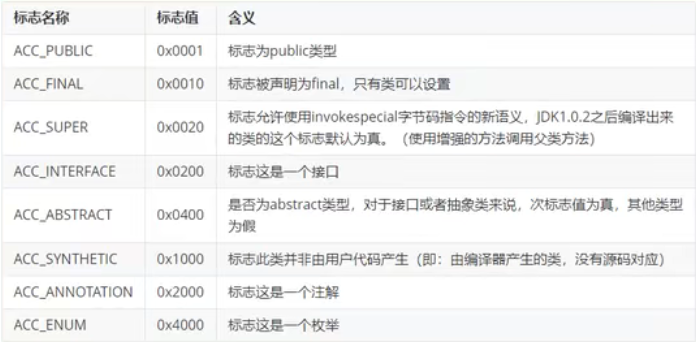 标志名称 标志值 含义
ACC_PUBLIC 0x0001 标志为public类型
ACC_FINAL 0x0010 标志被声明为final，只有类可以设置
ACC_SUPER 0x0020 标志允许使用invokespecial字节码指令的新语义，JDK1.0.2之后编译出来
的类的这个标志默认为真。（使用增强的方法调用父类方法）
ACC_INTERFACE 0x0200 标志这是一个接口
ACC_ABSTRACT 0x0400 是否为abstract类型，对于接口或者抽象类来说，次标志值为真，其他类型
为假
ACC_SYNTHETIC 0x1000 标志此类并非由用户代码产生（即：由编译器产生的类，没有源码对应）
ACC_ANNOTATION 0x2000 标志这是一个注解
ACC_ENUM 0x4000 标志这是一个枚举